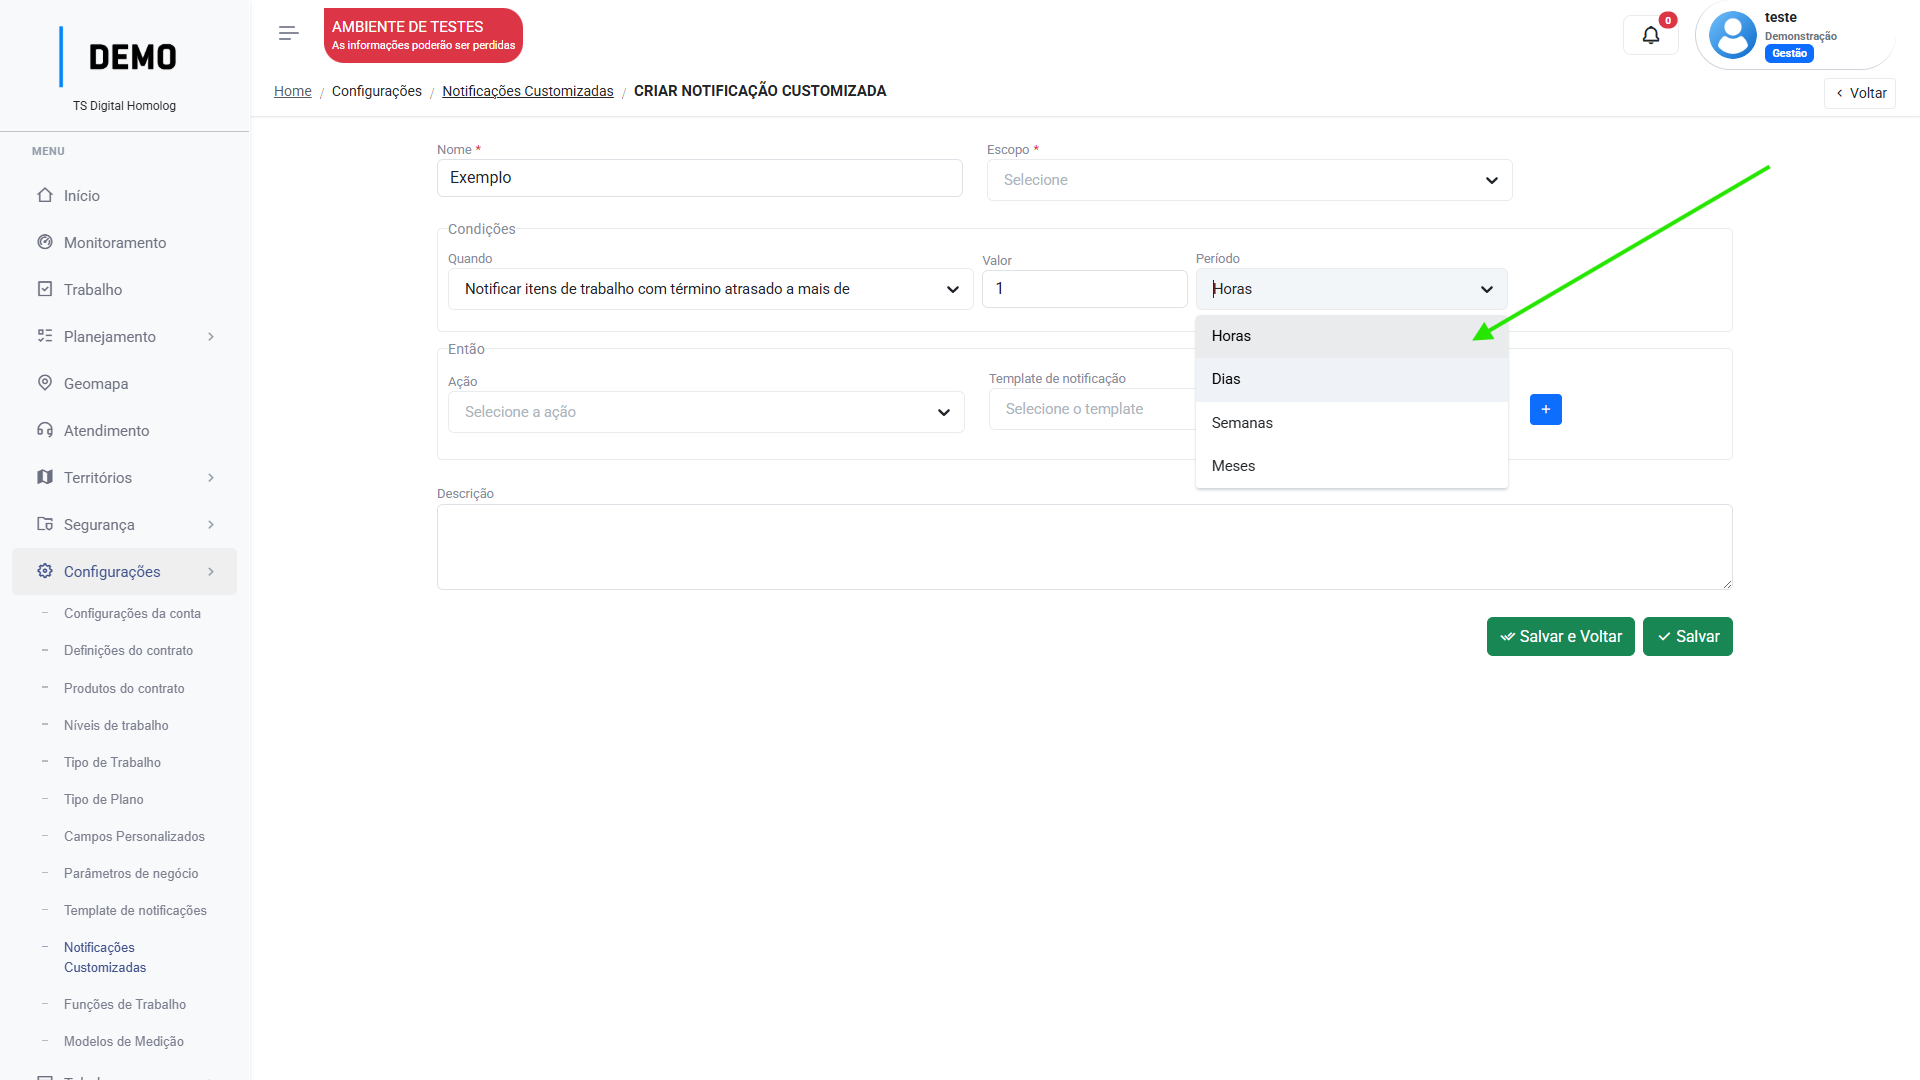 DEMO
TS Digital Homolog
MENU
Início
Monitoramento
Trabalho
Planejamento
Geomapa
Atendimento
Territórios
Segurança
Configurações
Configurações da conta
Definições do contrato
Produtos do contrato
Níveis de trabalho
Tipo de Trabalho
Tipo de Plano
Campos Personalizados
Parâmetros de negócio
Template de notificações
Notificações
Customizadas
Funções de Trabalho
Modelos de Medição
AMBIENTE DE TESTES
As informações poderão ser perdidas
0
teste
Demonstração
Gestão
Home / Configurações / Notificações Customizadas / CRIAR NOTIFICAÇÃO CUSTOMIZADA
Voltar
Nome *
Exemplo
Escopo *
Selecione
Condições
Quando
Notificar itens de trabalho com término atrasado a mais de
Valor
1
Período
Horas
Horas
Dias
Semanas
Meses
Então
Ação
Selecione a ação
Template de notificação
Selecione o template
+
Descrição
Salvar e Voltar
Salvar